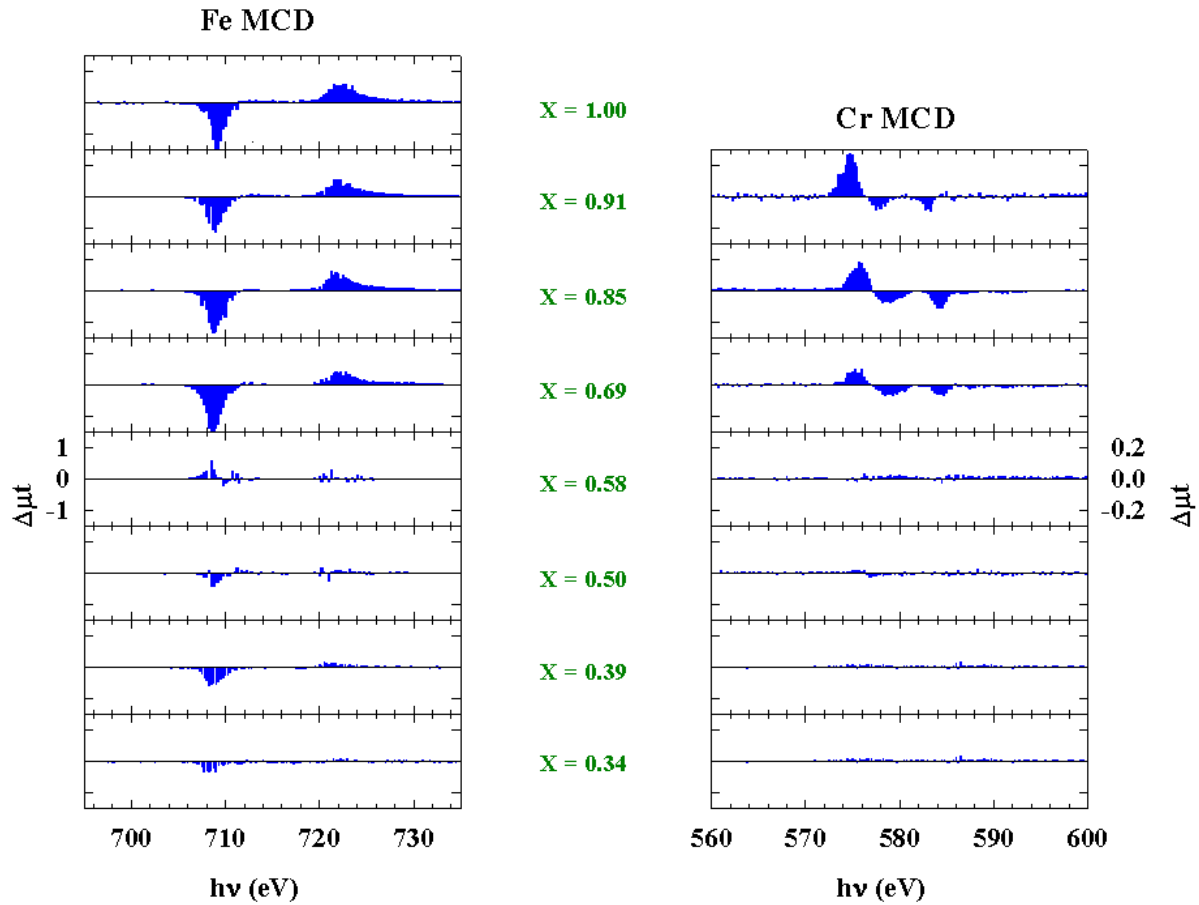 Fe MCD
X = 1.00
Cr MCD
X = 0.91
X = 0.85
X = 0.69
1
0
-1
Δμt
X = 0.58
0.2
0.0
-0.2
Δμt
X = 0.50
X = 0.39
X = 0.34
700 710 720 730
560 570 580 590 600
hν (eV)
hν (eV)